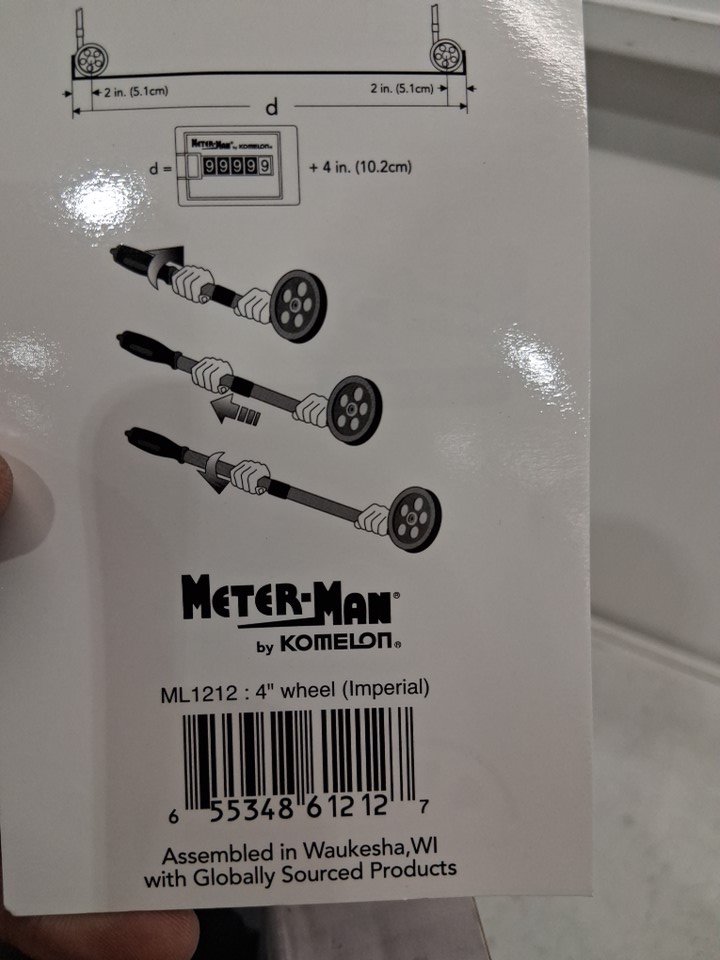 2 in. (5.1cm) 2 in. (5.1cm)
d
METER-MAN® by KOMELON®
d = 99999 + 4 in. (10.2cm)
METER-MAN®
by KOMELON®
ML1212 : 4" wheel (Imperial)
6 55348 61212 7
Assembled in Waukesha,WI
with Globally Sourced Products